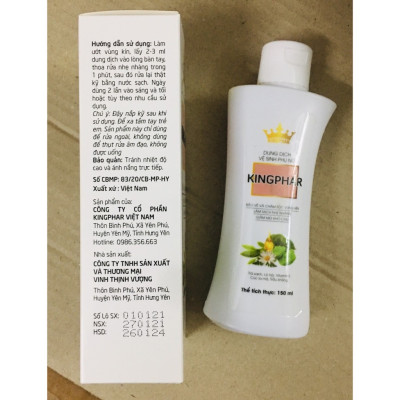 Hướng dẫn sử dụng: Làm
ướt vùng kín, lấy 2-3 ml
dung dịch vào lòng bàn tay,
thoa rửa nhẹ nhàng trong
1 phút, sau đó rửa lại thật
kỹ bằng nước sạch. Ngày
dùng 2 lần vào sáng và tối
hoặc tùy theo nhu cầu sử
dụng.
Chú ý: Đậy nắp kỹ sau khi
sử dụng. Để xa tầm tay trẻ
em. Sản phẩm này chỉ dùng
để rửa ngoài, không dùng
để thụt rửa âm đạo, không
được uống
Bảo quản: Tránh nhiệt độ
cao và ánh nắng trực tiếp.
Số CBMP: 83/20/CB-MP-HY
Xuất xứ: Việt Nam
Sản phẩm của:
CÔNG TY CỔ PHẦN
KINGPHAR VIỆT NAM
Thôn Bình Phú, Xã Yên Phú,
Huyện Yên Mỹ, Tỉnh Hưng Yên
Hotline: 0986.356.663
Nhà sản xuất:
CÔNG TY TNHH SẢN XUẤT
VÀ THƯƠNG MẠI
VINH THỊNH VƯỢNG
Thôn Bình Phú, Xã Yên Phú,
Huyện Yên Mỹ, Tỉnh Hưng Yên
Số Lô SX: 010121
NSX: 270121
HSD: 260124
DUNG DỊCH
VỆ SINH PHỤ NỮ
KINGPHAR
Thể tích thực: 150 ml